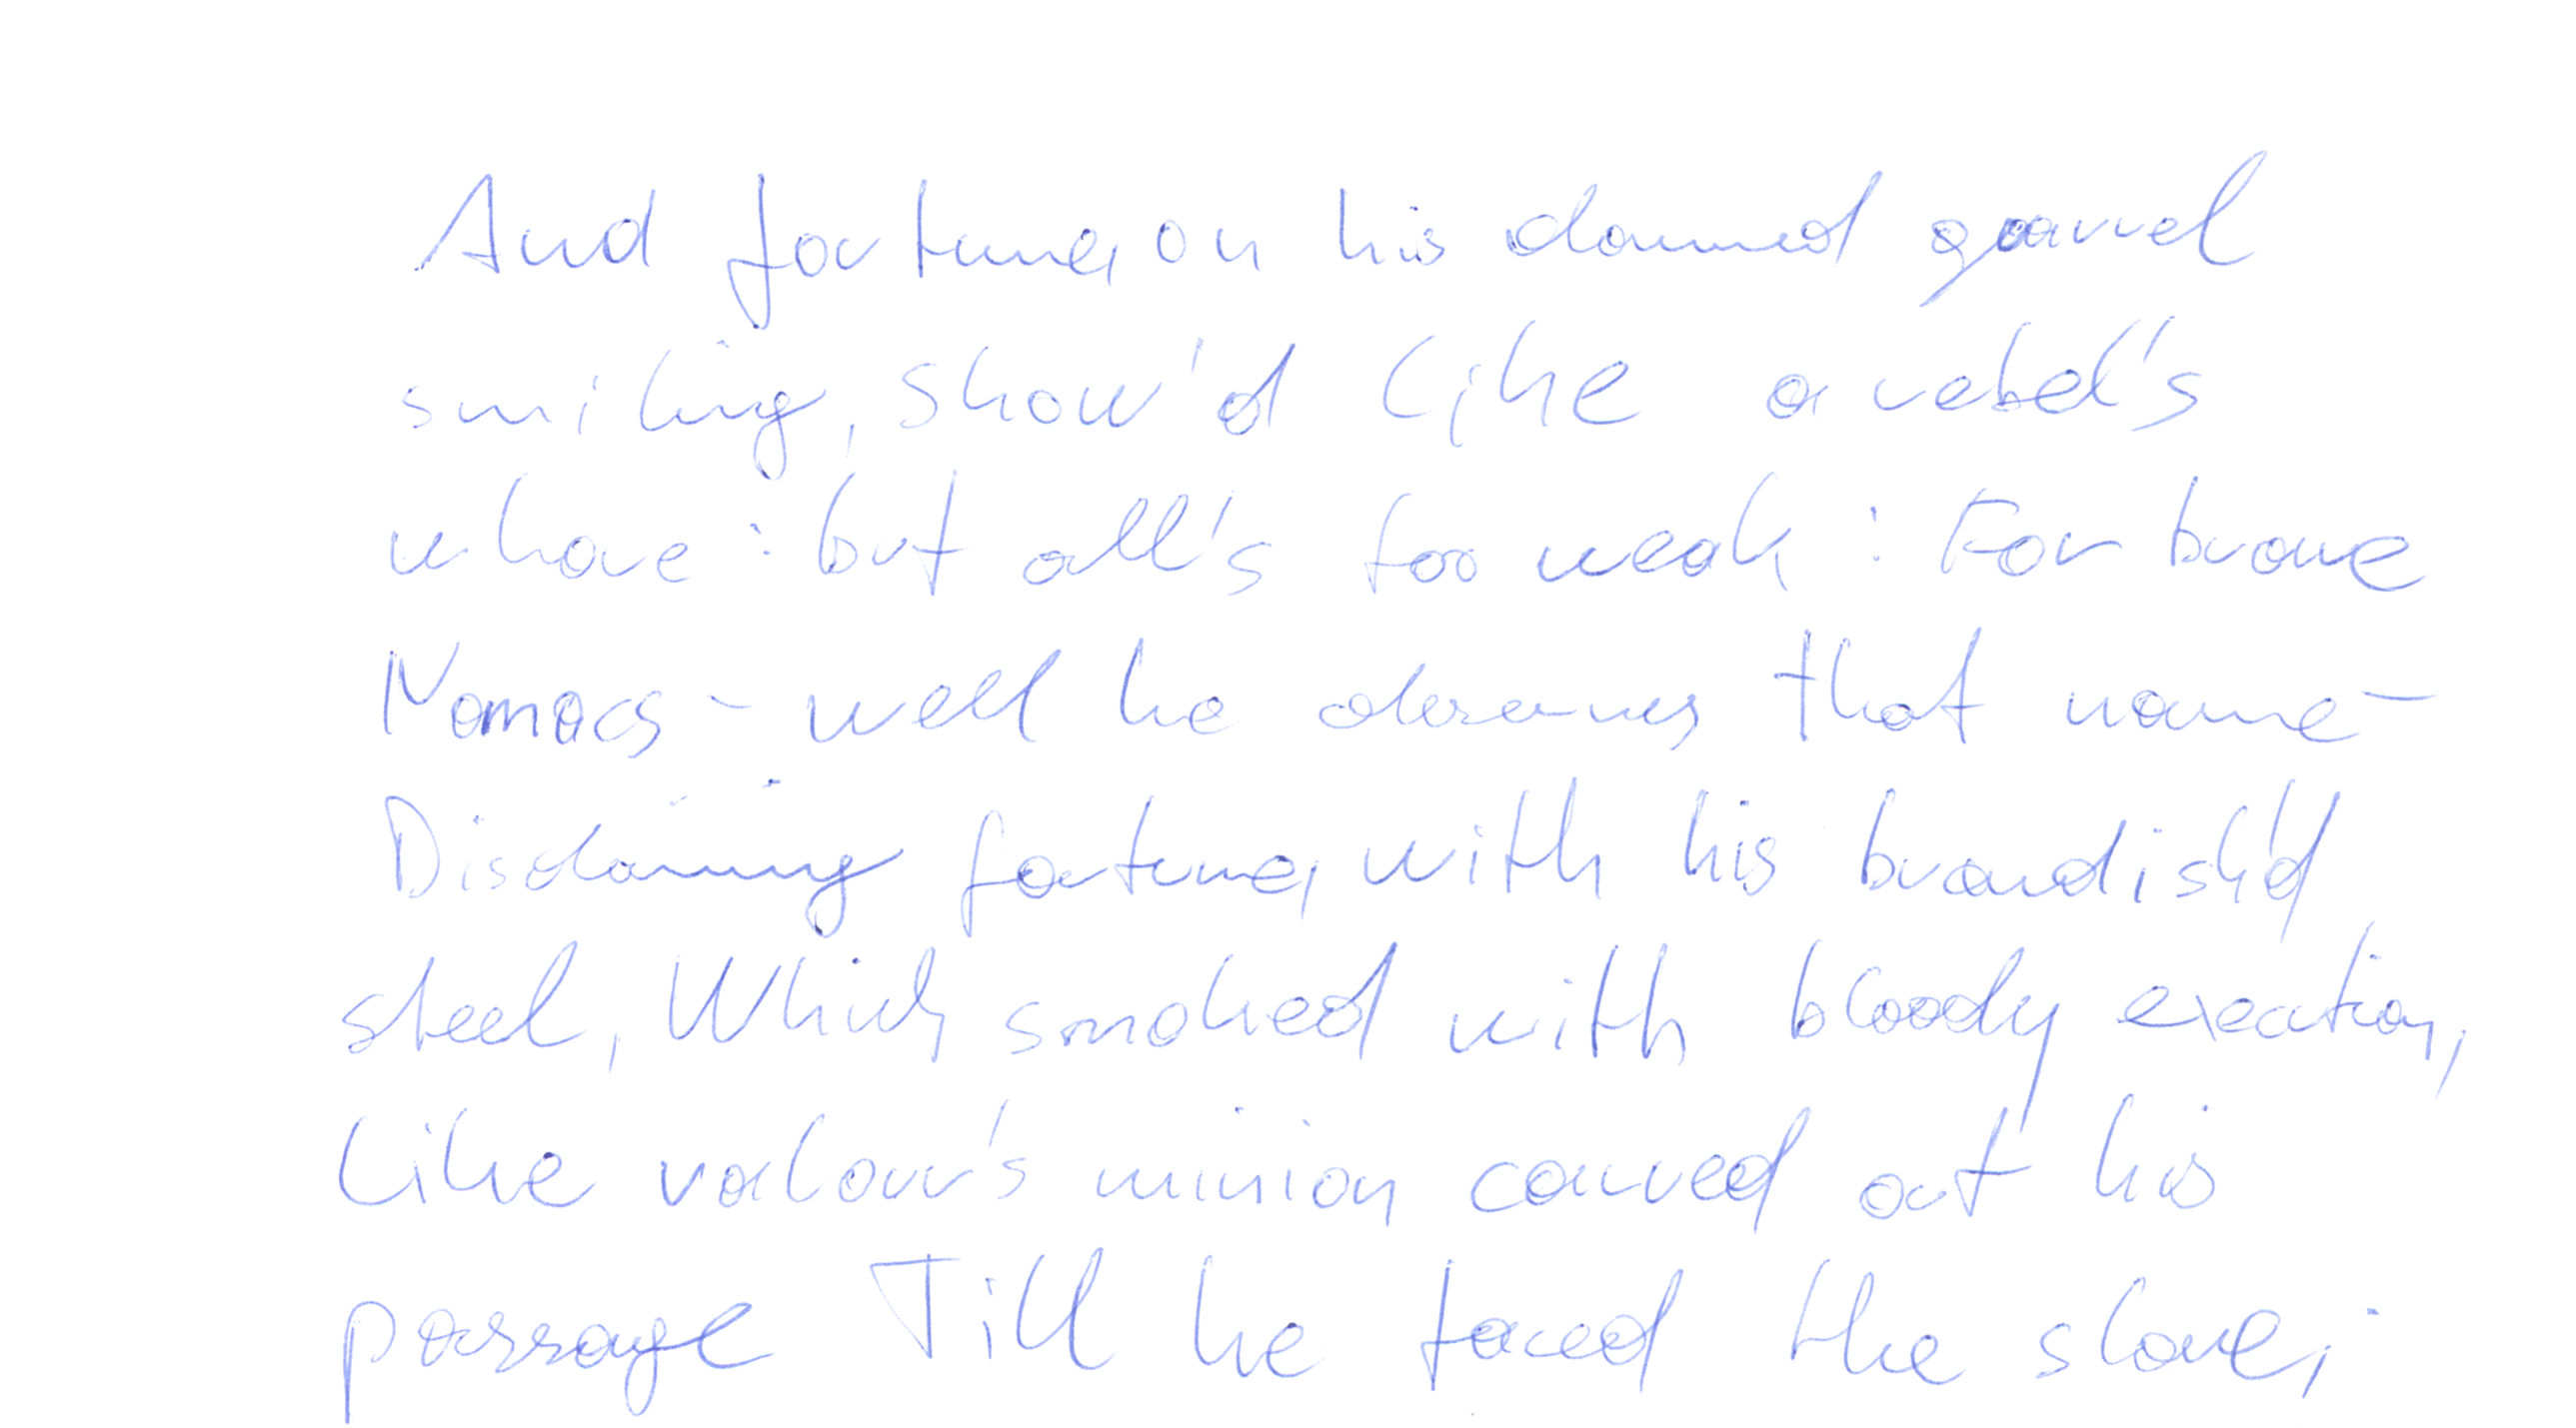 And fortune, on his damned quarrel
smiling, show'd like a rebel's
whore : but all's too weak : For brave
Nomacs - well he deserves that name -
Disdaining fortune, with his brandish'd
steel, Which smoked with bloody execution,
Like valour's minion carved out his
passage Till he faced the slave;